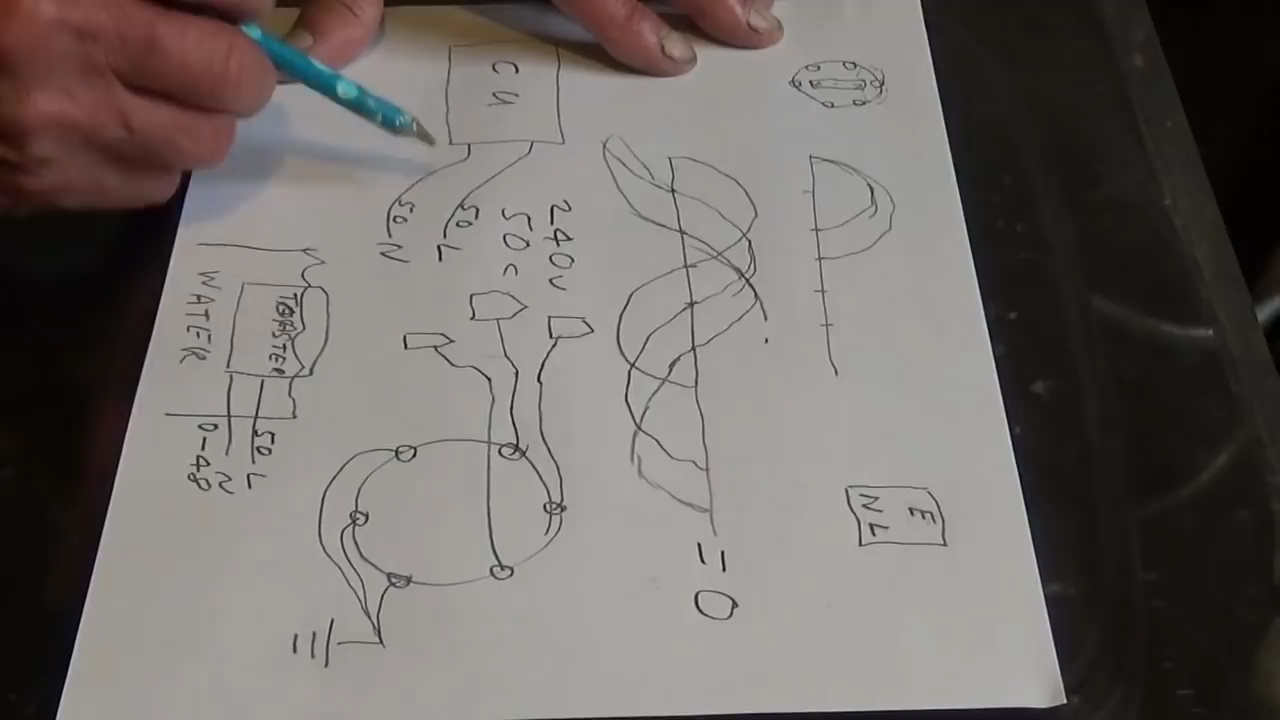 CU
50 N
50 L
240v
50c
TOASTER
WATER
50 L
N
0-48
E
N L
= 0